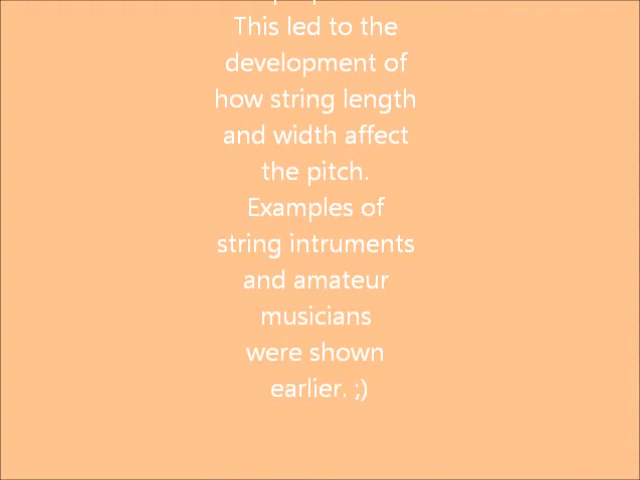 This led to the
development of
how string length
and width affect
the pitch.
Examples of
string intruments
and amateur
musicians
were shown
earlier. ;)